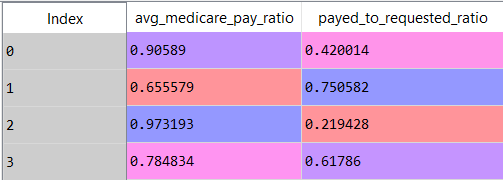 Index avg_medicare_pay_ratio payed_to_requested_ratio
0 0.90589 0.420014
1 0.655579 0.750582
2 0.973193 0.219428
3 0.784834 0.61786